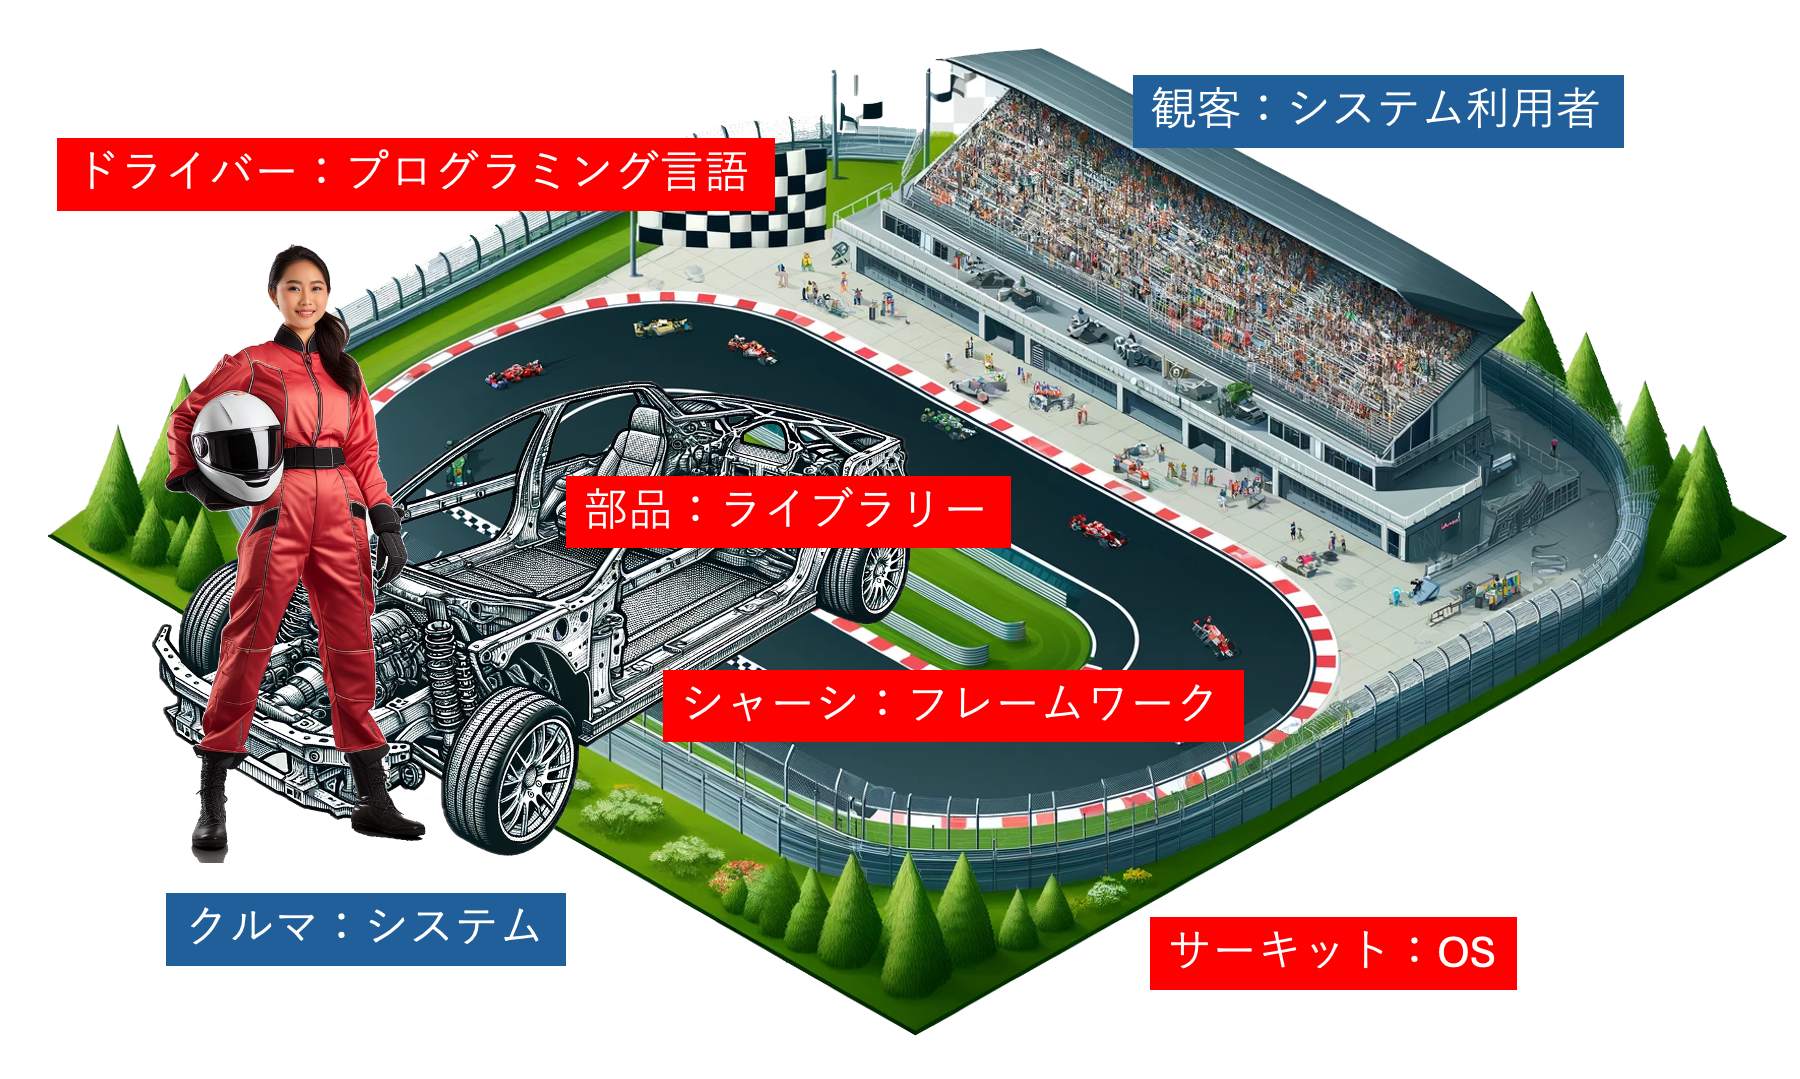 観客：システム利用者
ドライバー：プログラミング言語
部品：ライブラリー
シャーシ：フレームワーク
クルマ：システム
サーキット：OS